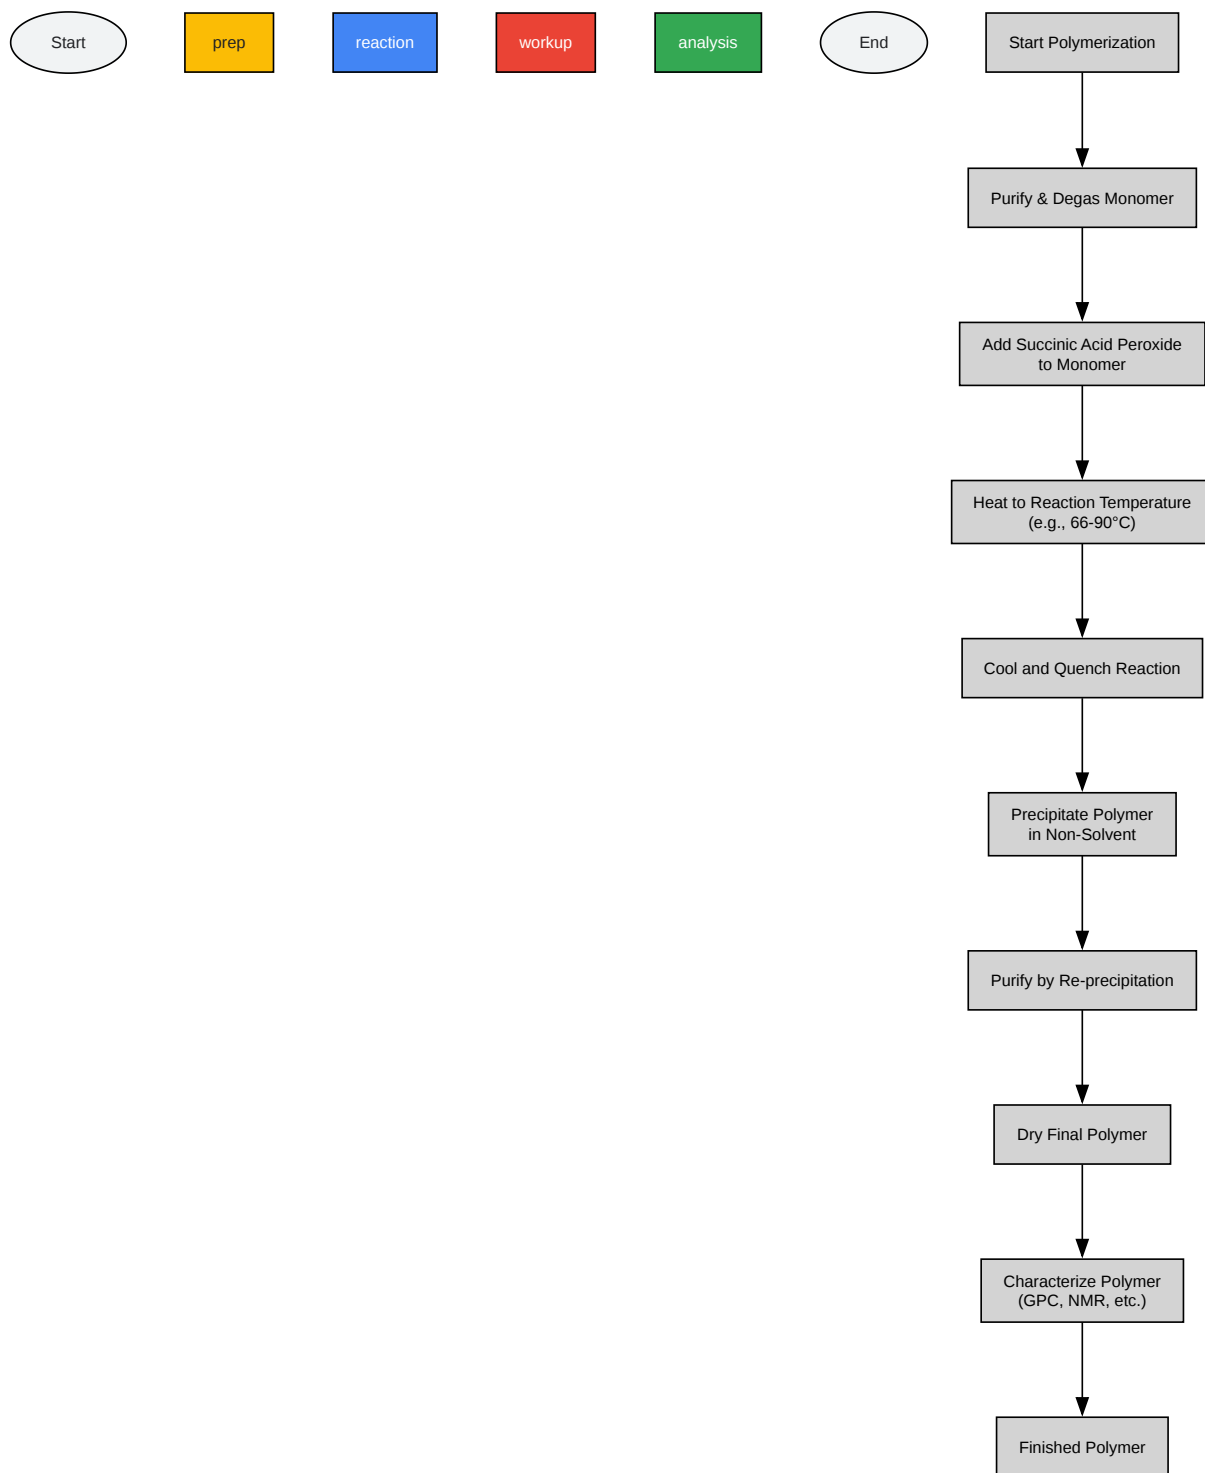 Start
prep
reaction
workup
analysis
End
Start Polymerization
Purify & Degas Monomer
Add Succinic Acid Peroxide
to Monomer
Heat to Reaction Temperature
(e.g., 66-90°C)
Cool and Quench Reaction
Precipitate Polymer
in Non-Solvent
Purify by Re-precipitation
Dry Final Polymer
Characterize Polymer
(GPC, NMR, etc.)
Finished Polymer